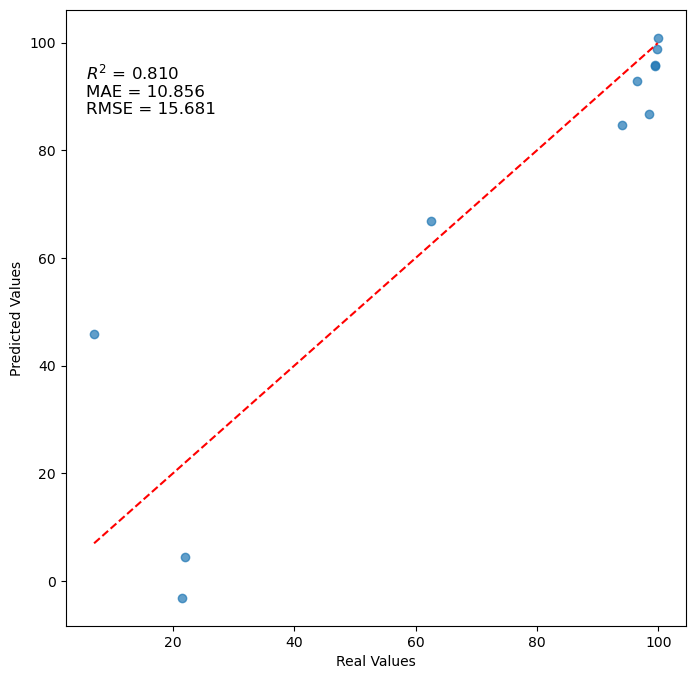 100
80
60
40
20
0
Predicted Values
R² = 0.810
MAE = 10.856
RMSE = 15.681
20 40 60 80 100
Real Values